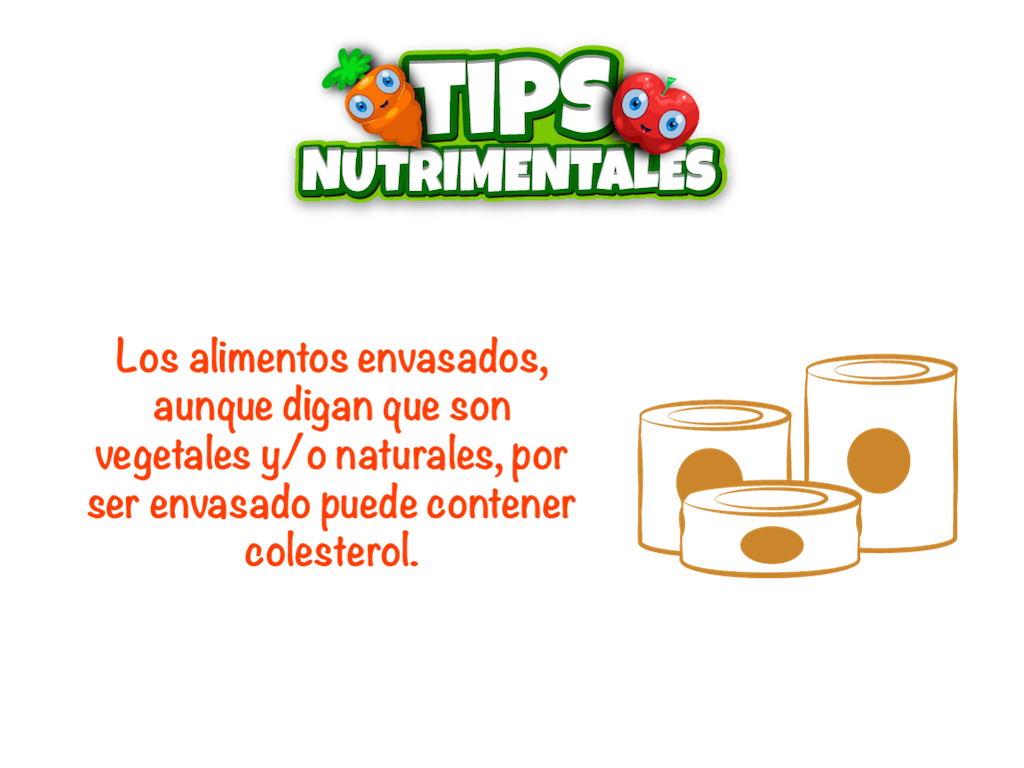 TIPS
NUTRIMENTALES
Los alimentos envasados,
aunque digan que son
vegetales y/o naturales, por
ser envasado puede contener
colesterol.